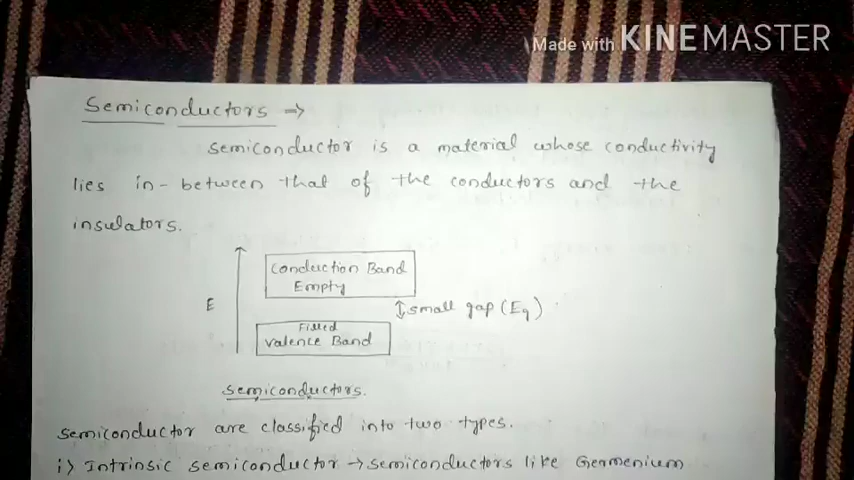 Made with KINEMASTER
Semiconductors →
semiconductor is a material whose conductivity
lies in-between that of the conductors and the
insulators.
Conduction Band
Empty
E
↕ small gap (Eg)
Filled
valence Band
semiconductors.
semiconductor are classified into two types.
i) Intrinsic semiconductor → semiconductors like Germenium